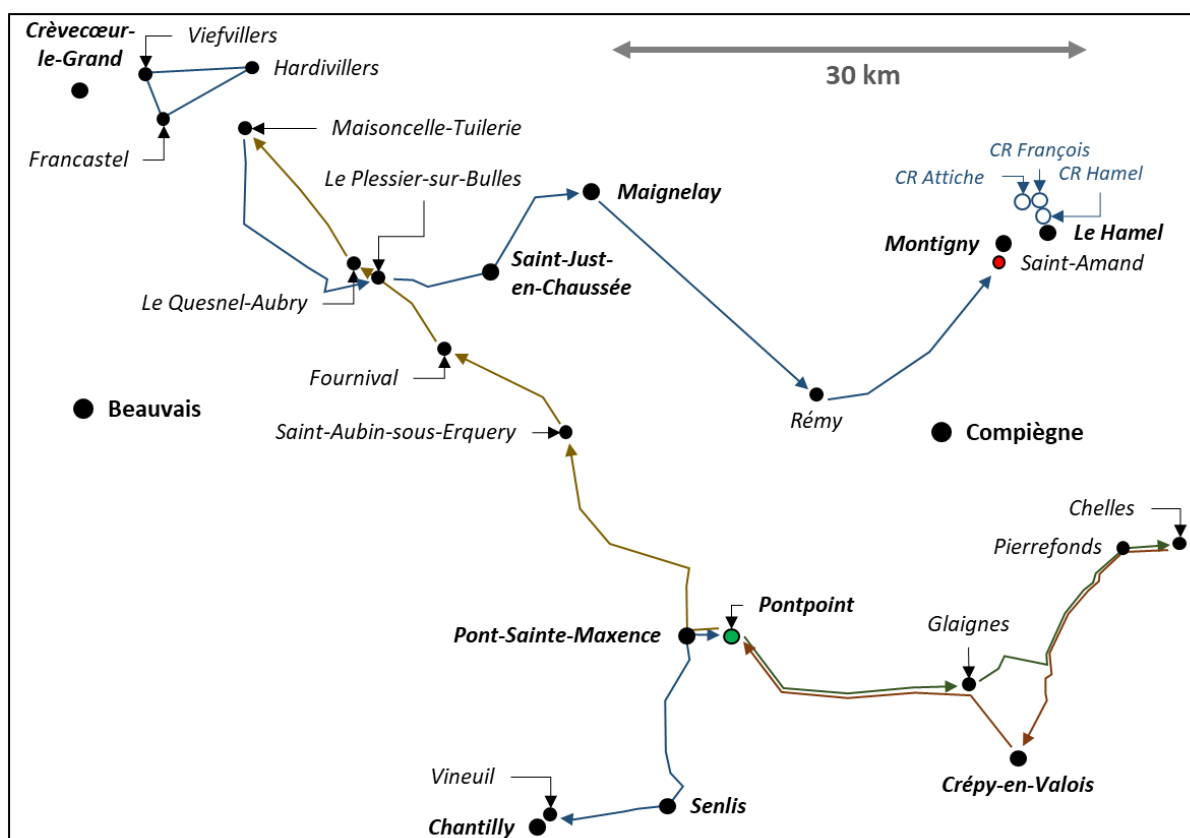 Crèvecœur-
le-Grand
Viefvillers
Hardivillers
30 km
Francastel
Maisoncelle-Tuilerie
CR François
CR Attiche
CR Hamel
Le Plessier-sur-Bulles
Maignelay
Le Hamel
Montigny
Saint-Amand
Saint-Just-
en-Chaussée
Le Quesnel-Aubry
Fournival
Beauvais
Rémy
Saint-Aubin-sous-Erquery
Compiègne
Chelles
Pierrefonds
Pontpoint
Pont-Sainte-Maxence
Glaignes
Crépy-en-Valois
Vineuil
Senlis
Chantilly